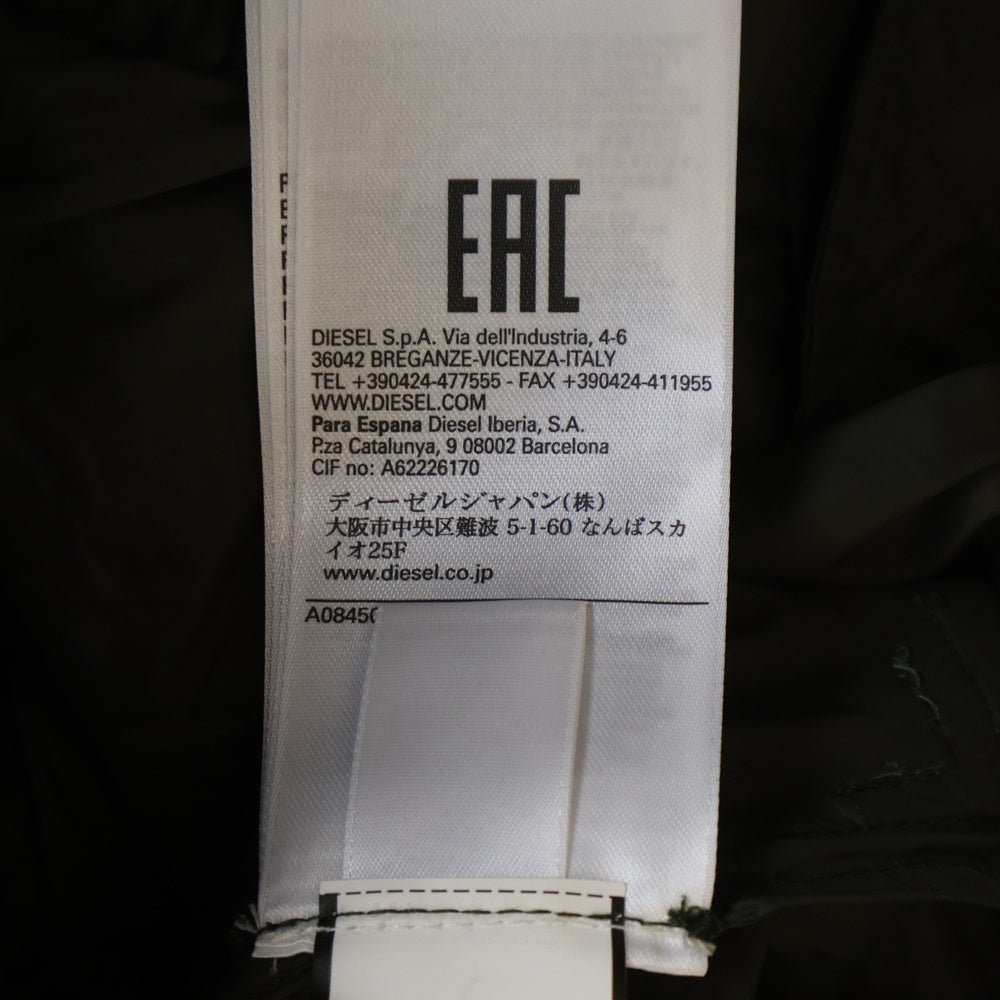 EAC
DIESEL S.p.A. Via dell'Industria, 4-6
36042 BREGANZE-VICENZA-ITALY
TEL +390424-477555 - FAX +390424-411955
WWW.DIESEL.COM
Para Espana Diesel Iberia, S.A.
P.za Catalunya, 9 08002 Barcelona
CIF no: A62226170
ディーゼルジャパン(株)
大阪市中央区難波 5-1-60 なんばスカ
イオ25F
www.diesel.co.jp
A08450